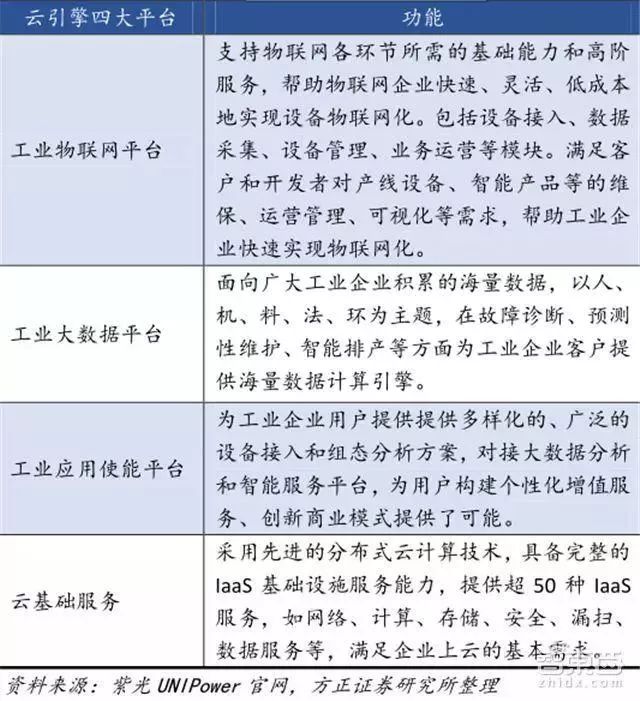 云引擎四大平台 功能
工业物联网平台
支持物联网各环节所需的基础能力和高阶
服务，帮助物联网企业快速、灵活、低成本
地实现设备物联网化。包括设备接入、数据
采集、设备管理、业务运营等模块。满足
客户和开发者对产线设备、智能产品等的维
保、运营管理、可视化等需求，帮助工业企
业快速实现物联网化。
工业大数据平台
面向广大工业企业积累的海量数据，以人、
机、料、法、环为主题，在故障诊断、预测
性维护、智能排产等方面为工业企业客户提
供海量数据计算引擎。
工业应用使能平台
为工业企业用户提供提供多样化的、广泛的
设备接入和组态分析方案，对接大数据分析
和智能服务平台，为用户构建个性化增值服
务、创新商业模式提供了可能。
云基础服务
采用先进的分布式云计算技术，具备完整的
IaaS 基础设施服务能力，提供超 50 种 IaaS
服务，如网络、计算、存储、安全、漏扫、
数据服务等，满足企业上云的基本需求。
资料来源：紫光 UNIPower 官网，方正证券研究所整理
智东西
zhidx.com